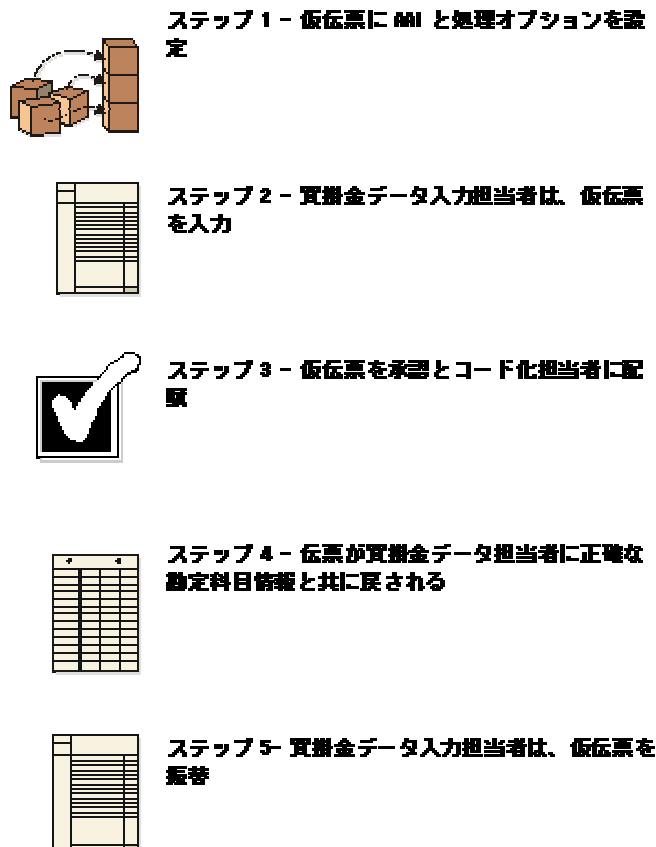 ステップ 1 - 仮伝票に AAI と処理オプションを設
定
ステップ 2 - 買掛金データ入力担当者は、仮伝票
を入力
ステップ 3 - 仮伝票を承認とコード化担当者に配
賦
ステップ 4 - 伝票が買掛金データ担当者に正確な
勘定科目情報と共に戻される
ステップ 5- 買掛金データ入力担当者は、仮伝票を
振替